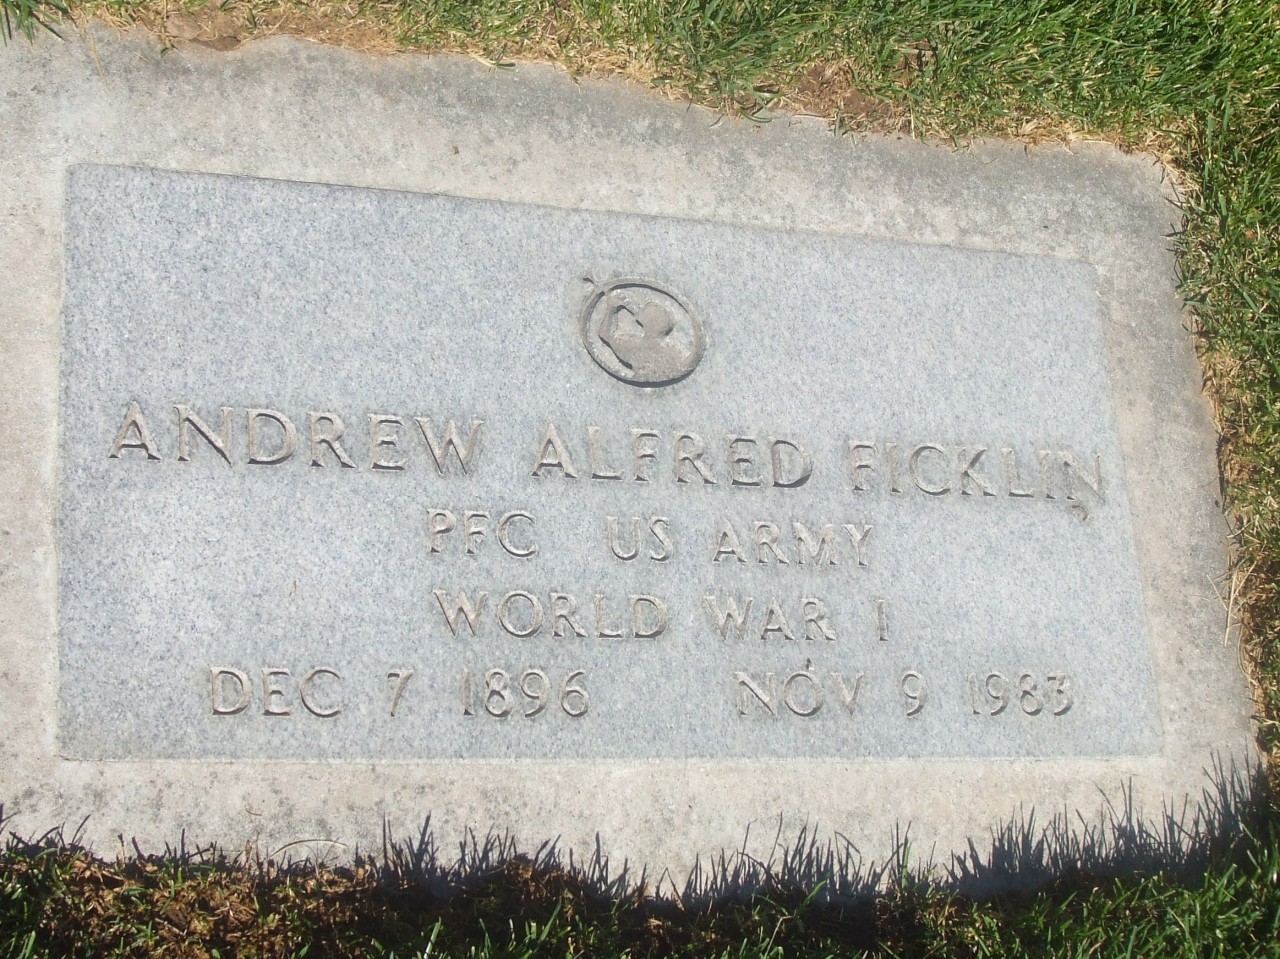 ANDREW ALFRED FICKLIN
PFC US ARMY
WORLD WAR I
DEC 7 1896 NOV 9 1983